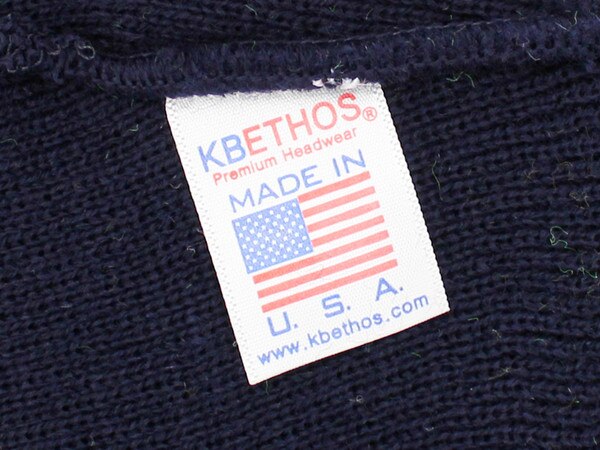 KBETHOS®
Premium Headwear
MADE IN
U. S. A.
www.kbethos.com